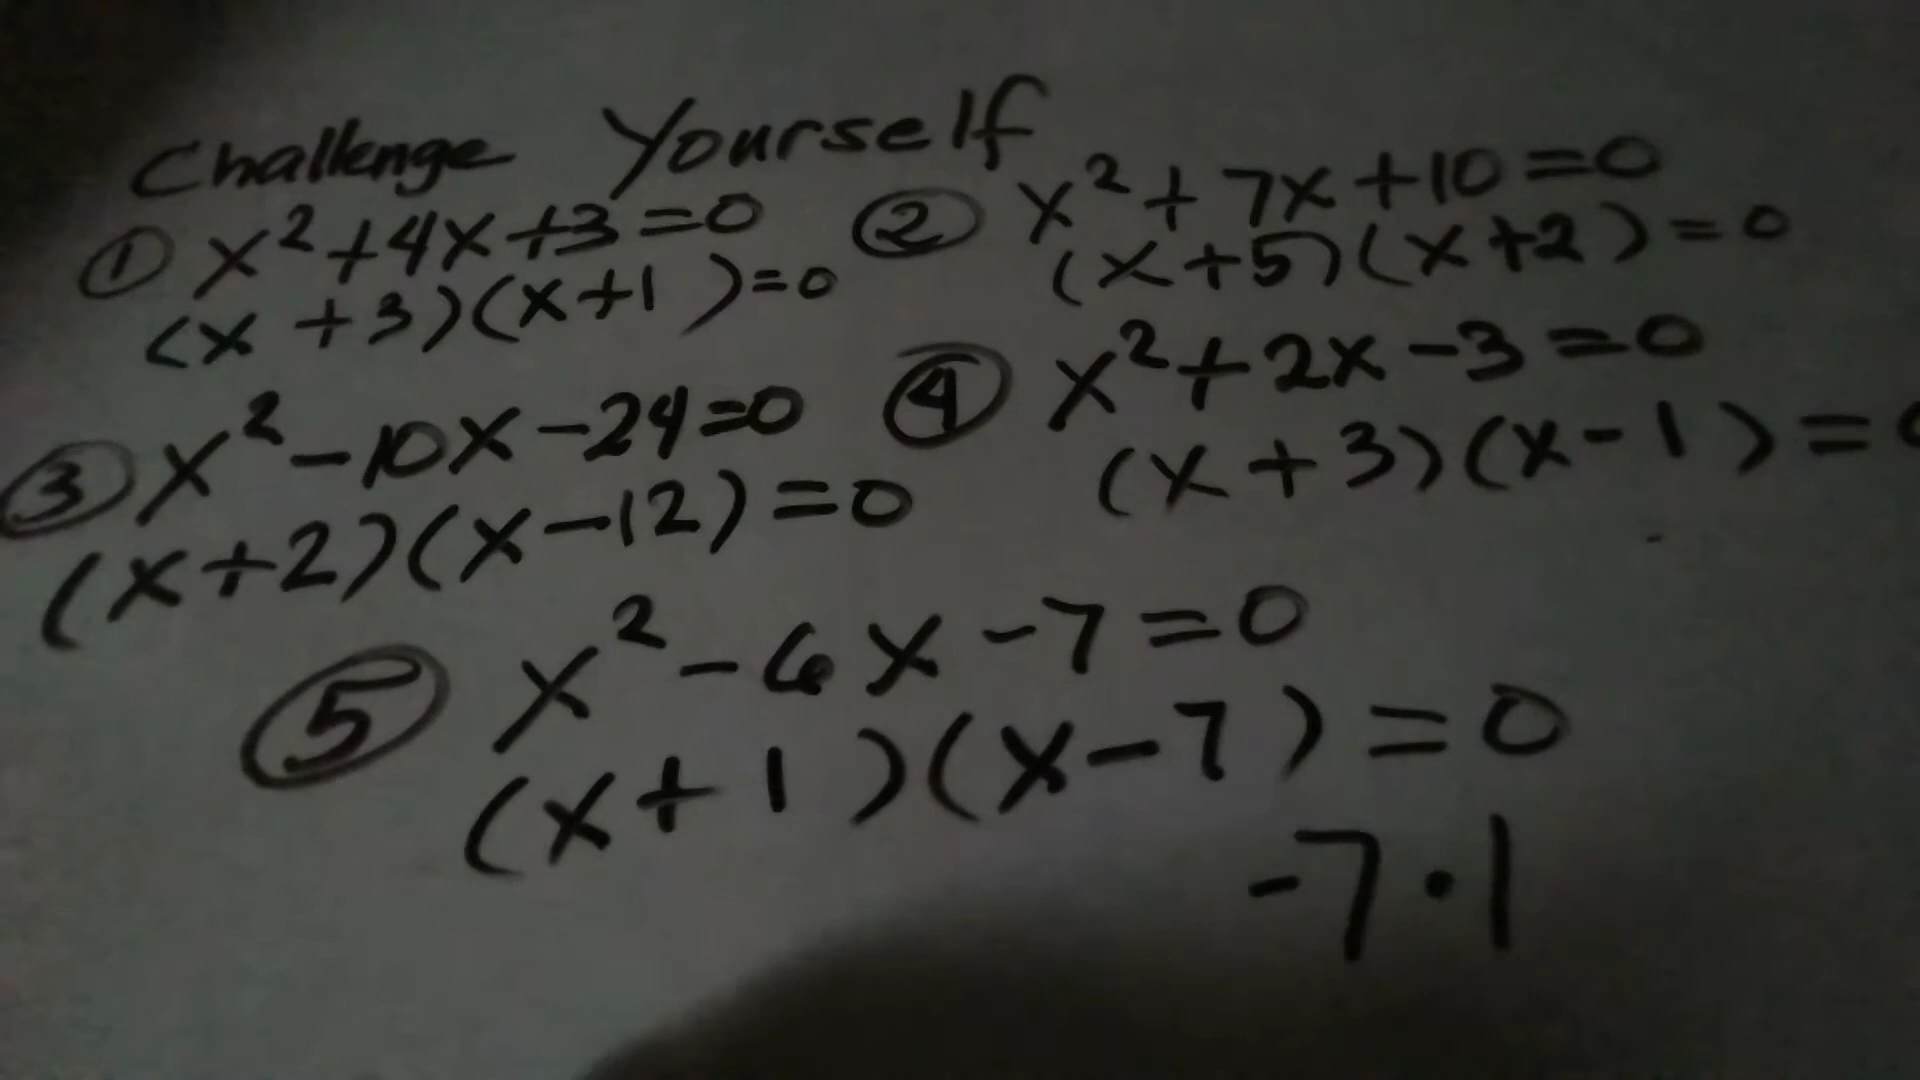 Challenge Yourself
① x²+4x+3=0
(x+3)(x+1)=0
② x²+7x+10=0
(x+5)(x+2)=0
③ x²-10x-24=0
(x+2)(x-12)=0
④ x²+2x-3=0
(x+3)(x-1)=0
⑤ x²-6x-7=0
(x+1)(x-7)=0
-7·1